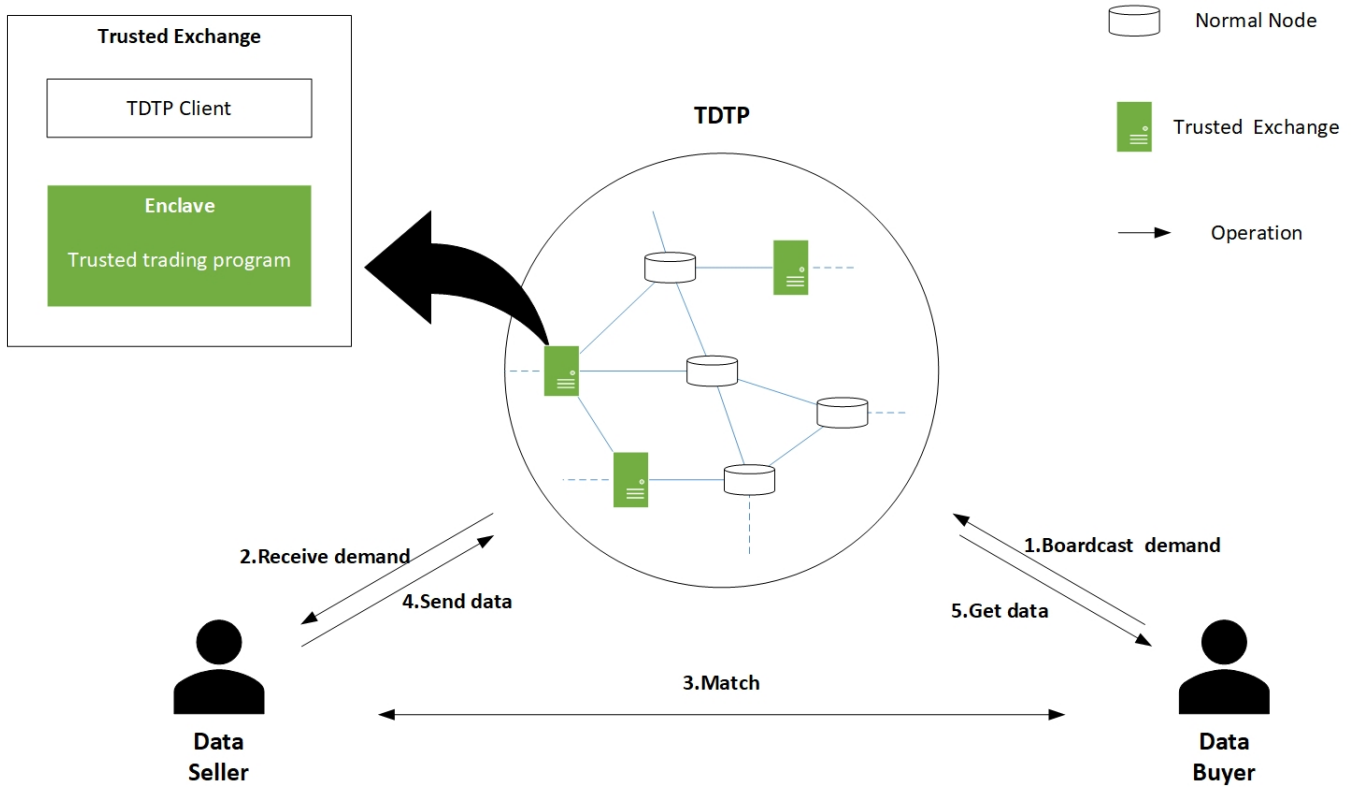 Trusted Exchange
TDTP Client
Enclave
Trusted trading program
TDTP
Normal Node
Trusted Exchange
Operation
1.Boardcast demand
2.Receive demand
4.Send data
5.Get data
3.Match
Data
Seller
Data
Buyer